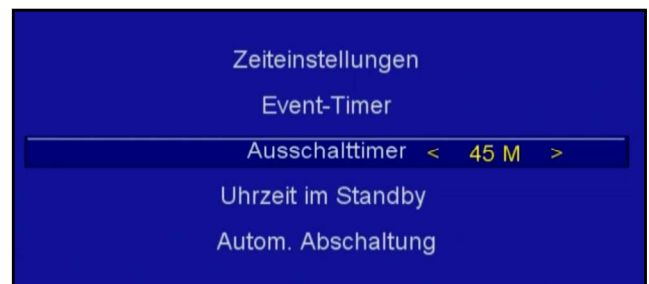 Zeiteinstellungen
Event-Timer
Ausschalttimer < 45 M >
Uhrzeit im Standby
Autom. Abschaltung